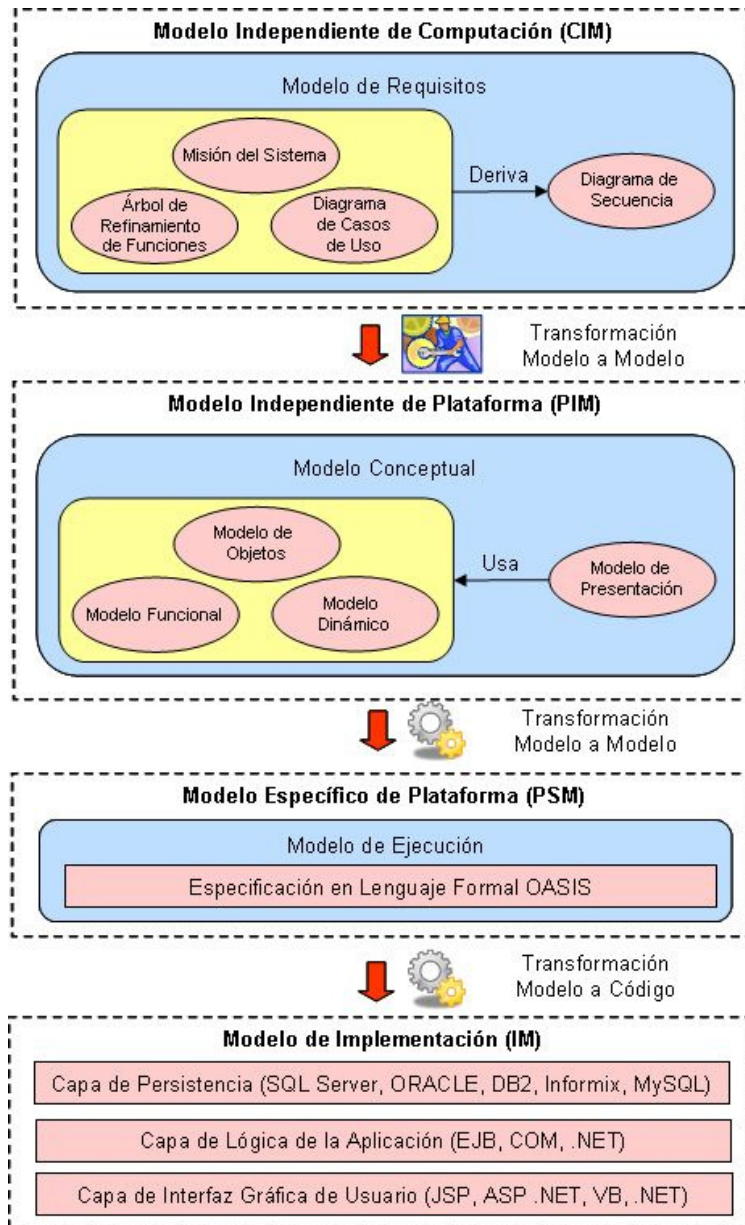 Modelo Independiente de Computación (CIM)
Modelo de Requisitos
Misión del Sistema
Árbol de
Refinamiento
de Funciones
Diagrama
de Casos
de Uso
Deriva
Diagrama de
Secuencia
Transformación
Modelo a Modelo
Modelo Independiente de Plataforma (PIM)
Modelo Conceptual
Modelo de
Objetos
Modelo Funcional
Modelo
Dinámico
Usa
Modelo de
Presentación
Transformación
Modelo a Modelo
Modelo Específico de Plataforma (PSM)
Modelo de Ejecución
Especificación en Lenguaje Formal OASIS
Transformación
Modelo a Código
Modelo de Implementación (IM)
Capa de Persistencia (SQL Server, ORACLE, DB2, Informix, MySQL)
Capa de Lógica de la Aplicación (EJB, COM, .NET)
Capa de Interfaz Gráfica de Usuario (JSP, ASP .NET, VB, .NET)